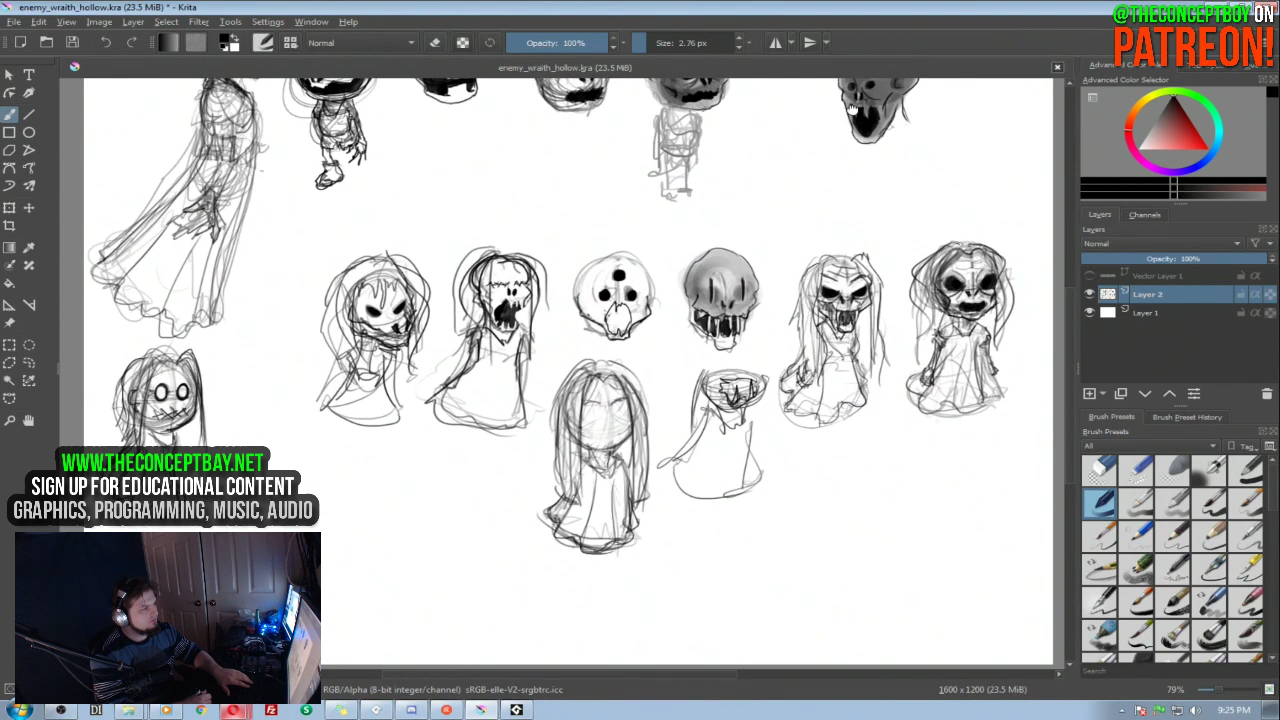 enemy_wraith_hollow.kra (23.5 MiB) * - Krita
@THECONCEPTBOY ON
PATREON!
File Edit View Image Layer Select Filter Tools Settings Window Help
Normal Opacity: 100% Size: 2.76 px
enemy_wraith_hollow.kra (23.5 MiB)
Advanced Color Selector
Layers Channels
Layers
Normal
Opacity: 100%
Vector Layer 1
Layer 2
Layer 1
Brush Presets Brush Preset History
Brush Presets
All Tag
WWW.THECONCEPTBAY.NET
SIGN UP FOR EDUCATIONAL CONTENT
GRAPHICS, PROGRAMMING, MUSIC, AUDIO
Search
RGB/Alpha (8-bit integer/channel) sRGB-elle-V2-srgbtrc.icc 1600 x 1200 (23.5 MiB) 79%
DI Fz 9:25 PM